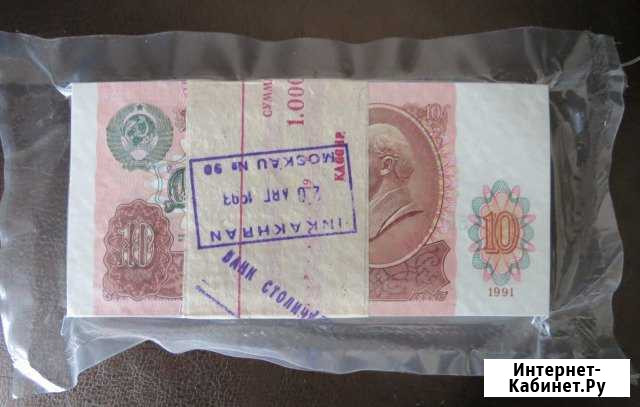 10
СУММА
1.000
КАССИР
INKAKHRAN
20 АВГ 1993
MOSKAU № 90
БАНК СТОЛИЧ
10
10
1991
Интернет-
Кабинет.Ру